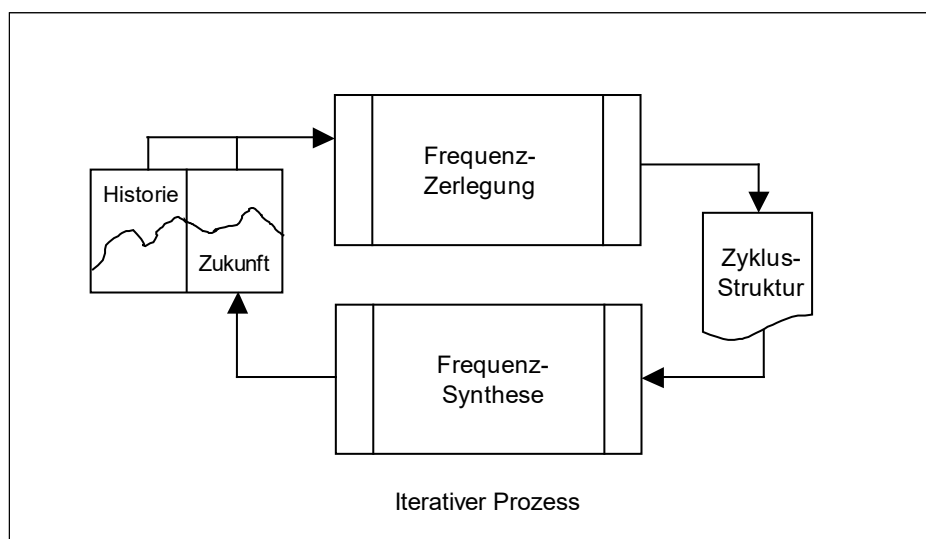 Frequenz-
Zerlegung
Historie
Zukunft
Zyklus-
Struktur
Frequenz-
Synthese
Iterativer Prozess